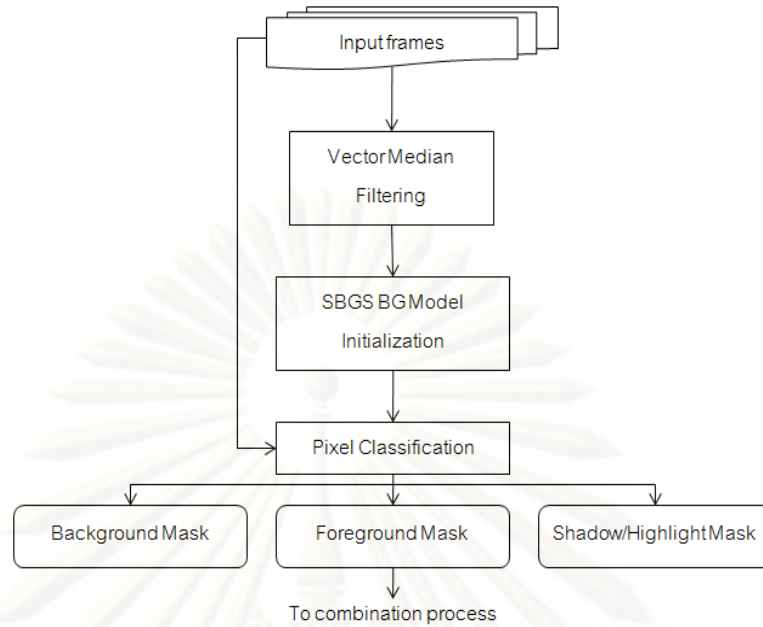 Input frames
Vector Median
Filtering
SBGS BG Model
Initialization
Pixel Classification
Background Mask
Foreground Mask
Shadow/Highlight Mask
To combination process